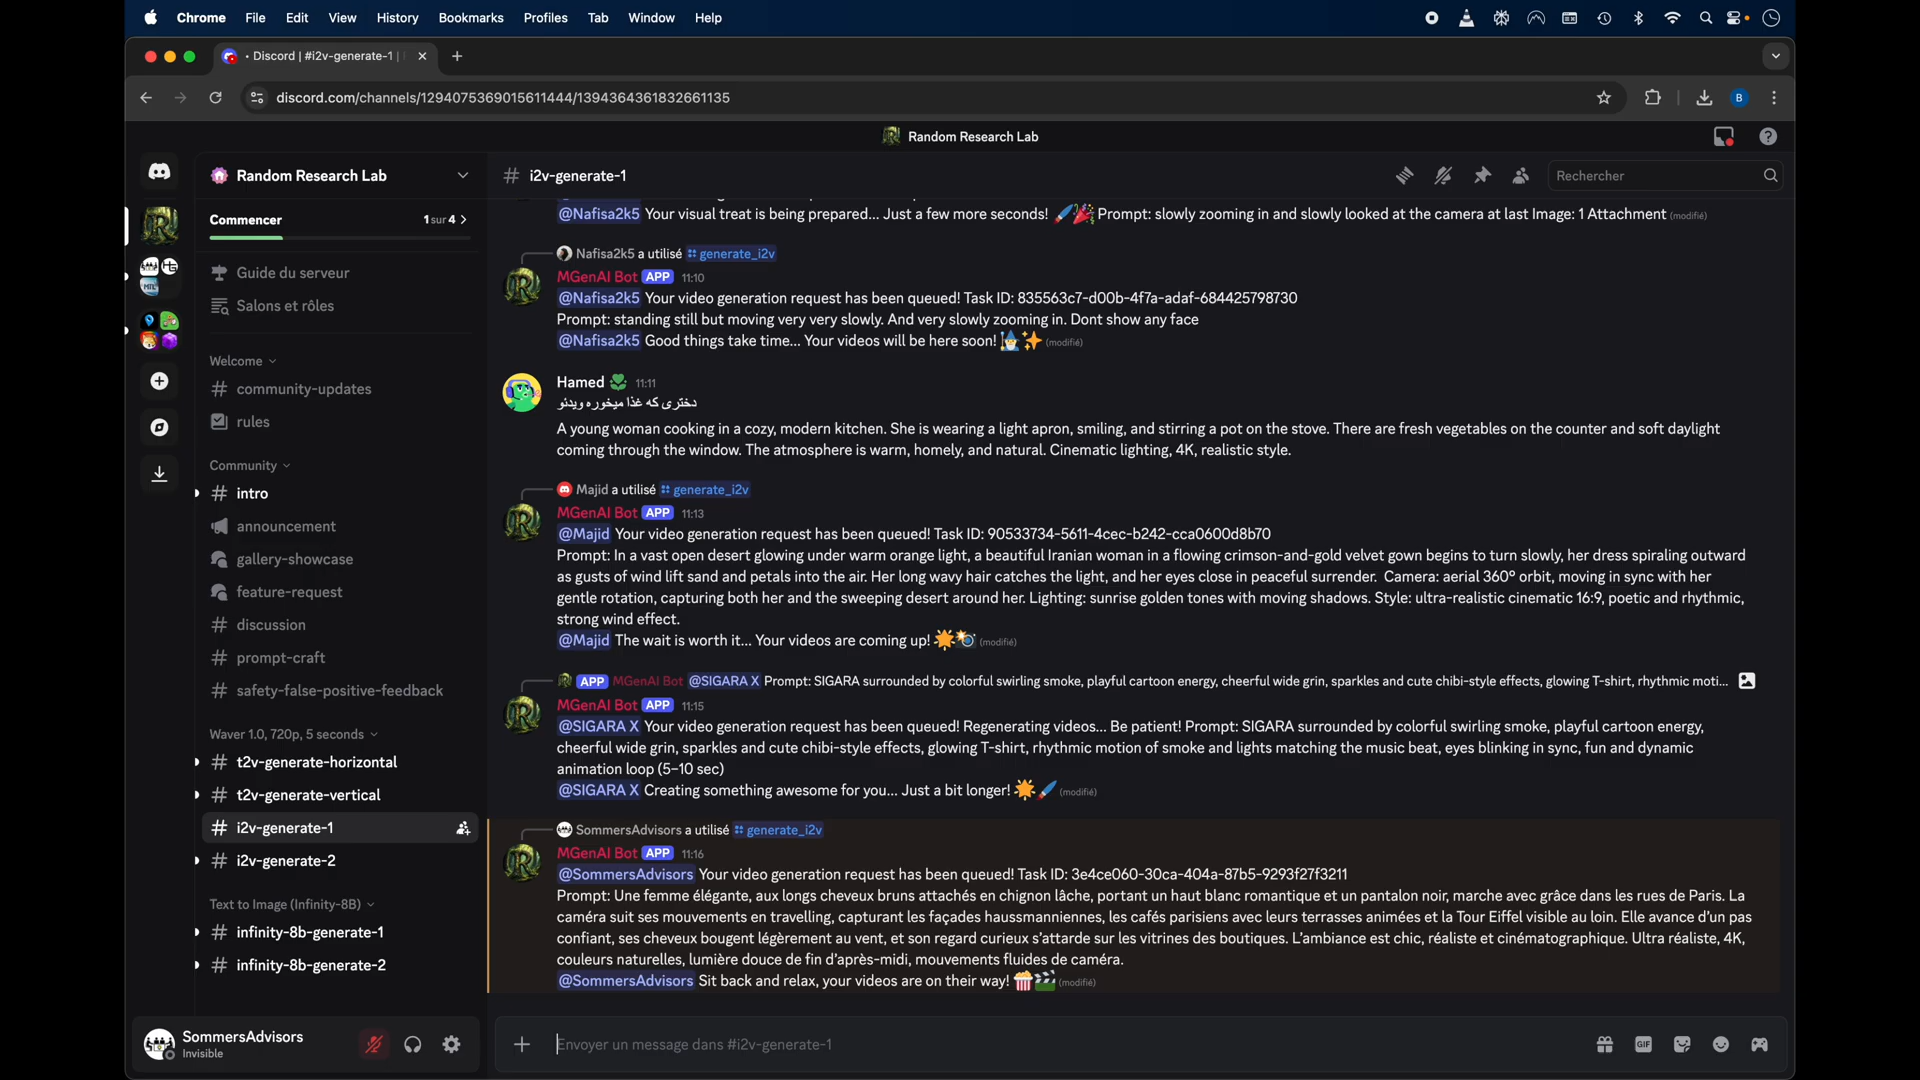 Chrome File Edit View History Bookmarks Profiles Tab Window Help
• Discord | #i2v-generate-1 |
discord.com/channels/1294075369015611444/1394364361832661135
B
Random Research Lab
Random Research Lab
Commencer 1 sur 4
Guide du serveur
Salons et rôles
Welcome
community-updates
rules
Community
intro
announcement
gallery-showcase
feature-request
discussion
prompt-craft
safety-false-positive-feedback
Waver 1.0, 720p, 5 seconds
t2v-generate-horizontal
t2v-generate-vertical
i2v-generate-1
i2v-generate-2
Text to Image (Infinity-8B)
infinity-8b-generate-1
infinity-8b-generate-2
SommersAdvisors
Invisible
# i2v-generate-1
Rechercher
@Nafisa2k5 Your visual treat is being prepared... Just a few more seconds! 🖌️🎉 Prompt: slowly zooming in and slowly looked at the camera at last Image: 1 Attachment (modifié)
Nafisa2k5 a utilisé generate_i2v
MGenAI Bot APP 11:10
@Nafisa2k5 Your video generation request has been queued! Task ID: 835563c7-d00b-4f7a-adaf-684425798730
Prompt: standing still but moving very very slowly. And very slowly zooming in. Dont show any face
@Nafisa2k5 Good things take time... Your videos will be here soon! 🧙✨ (modifié)
Hamed 11:11
دختری که غذا میخوره ویدئو
A young woman cooking in a cozy, modern kitchen. She is wearing a light apron, smiling, and stirring a pot on the stove. There are fresh vegetables on the counter and soft daylight
coming through the window. The atmosphere is warm, homely, and natural. Cinematic lighting, 4K, realistic style.
Majid a utilisé generate_i2v
MGenAI Bot APP 11:13
@Majid Your video generation request has been queued! Task ID: 90533734-5611-4cec-b242-cca0600d8b70
Prompt: In a vast open desert glowing under warm orange light, a beautiful Iranian woman in a flowing crimson-and-gold velvet gown begins to turn slowly, her dress spiraling outward
as gusts of wind lift sand and petals into the air. Her long wavy hair catches the light, and her eyes close in peaceful surrender. Camera: aerial 360° orbit, moving in sync with her
gentle rotation, capturing both her and the sweeping desert around her. Lighting: sunrise golden tones with moving shadows. Style: ultra-realistic cinematic 16:9, poetic and rhythmic,
strong wind effect.
@Majid The wait is worth it... Your videos are coming up! 🌟📸 (modifié)
APP MGenAI Bot @SIGARA X Prompt: SIGARA surrounded by colorful swirling smoke, playful cartoon energy, cheerful wide grin, sparkles and cute chibi-style effects, glowing T-shirt, rhythmic moti...
MGenAI Bot APP 11:15
@SIGARA X Your video generation request has been queued! Regenerating videos... Be patient! Prompt: SIGARA surrounded by colorful swirling smoke, playful cartoon energy,
cheerful wide grin, sparkles and cute chibi-style effects, glowing T-shirt, rhythmic motion of smoke and lights matching the music beat, eyes blinking in sync, fun and dynamic
animation loop (5–10 sec)
@SIGARA X Creating something awesome for you... Just a bit longer! 🌟🖌️ (modifié)
SommersAdvisors a utilisé generate_i2v
MGenAI Bot APP 11:16
@SommersAdvisors Your video generation request has been queued! Task ID: 3e4ce060-30ca-404a-87b5-9293f27f3211
Prompt: Une femme élégante, aux longs cheveux bruns attachés en chignon lâche, portant un haut blanc romantique et un pantalon noir, marche avec grâce dans les rues de Paris. La
caméra suit ses mouvements en travelling, capturant les façades haussmanniennes, les cafés parisiens avec leurs terrasses animées et la Tour Eiffel visible au loin. Elle avance d'un pas
confiant, ses cheveux bougent légèrement au vent, et son regard curieux s'attarde sur les vitrines des boutiques. L'ambiance est chic, réaliste et cinématographique. Ultra réaliste, 4K,
couleurs naturelles, lumière douce de fin d'après-midi, mouvements fluides de caméra.
@SommersAdvisors Sit back and relax, your videos are on their way! 🍿🎬 (modifié)
Envoyer un message dans #i2v-generate-1
GIF